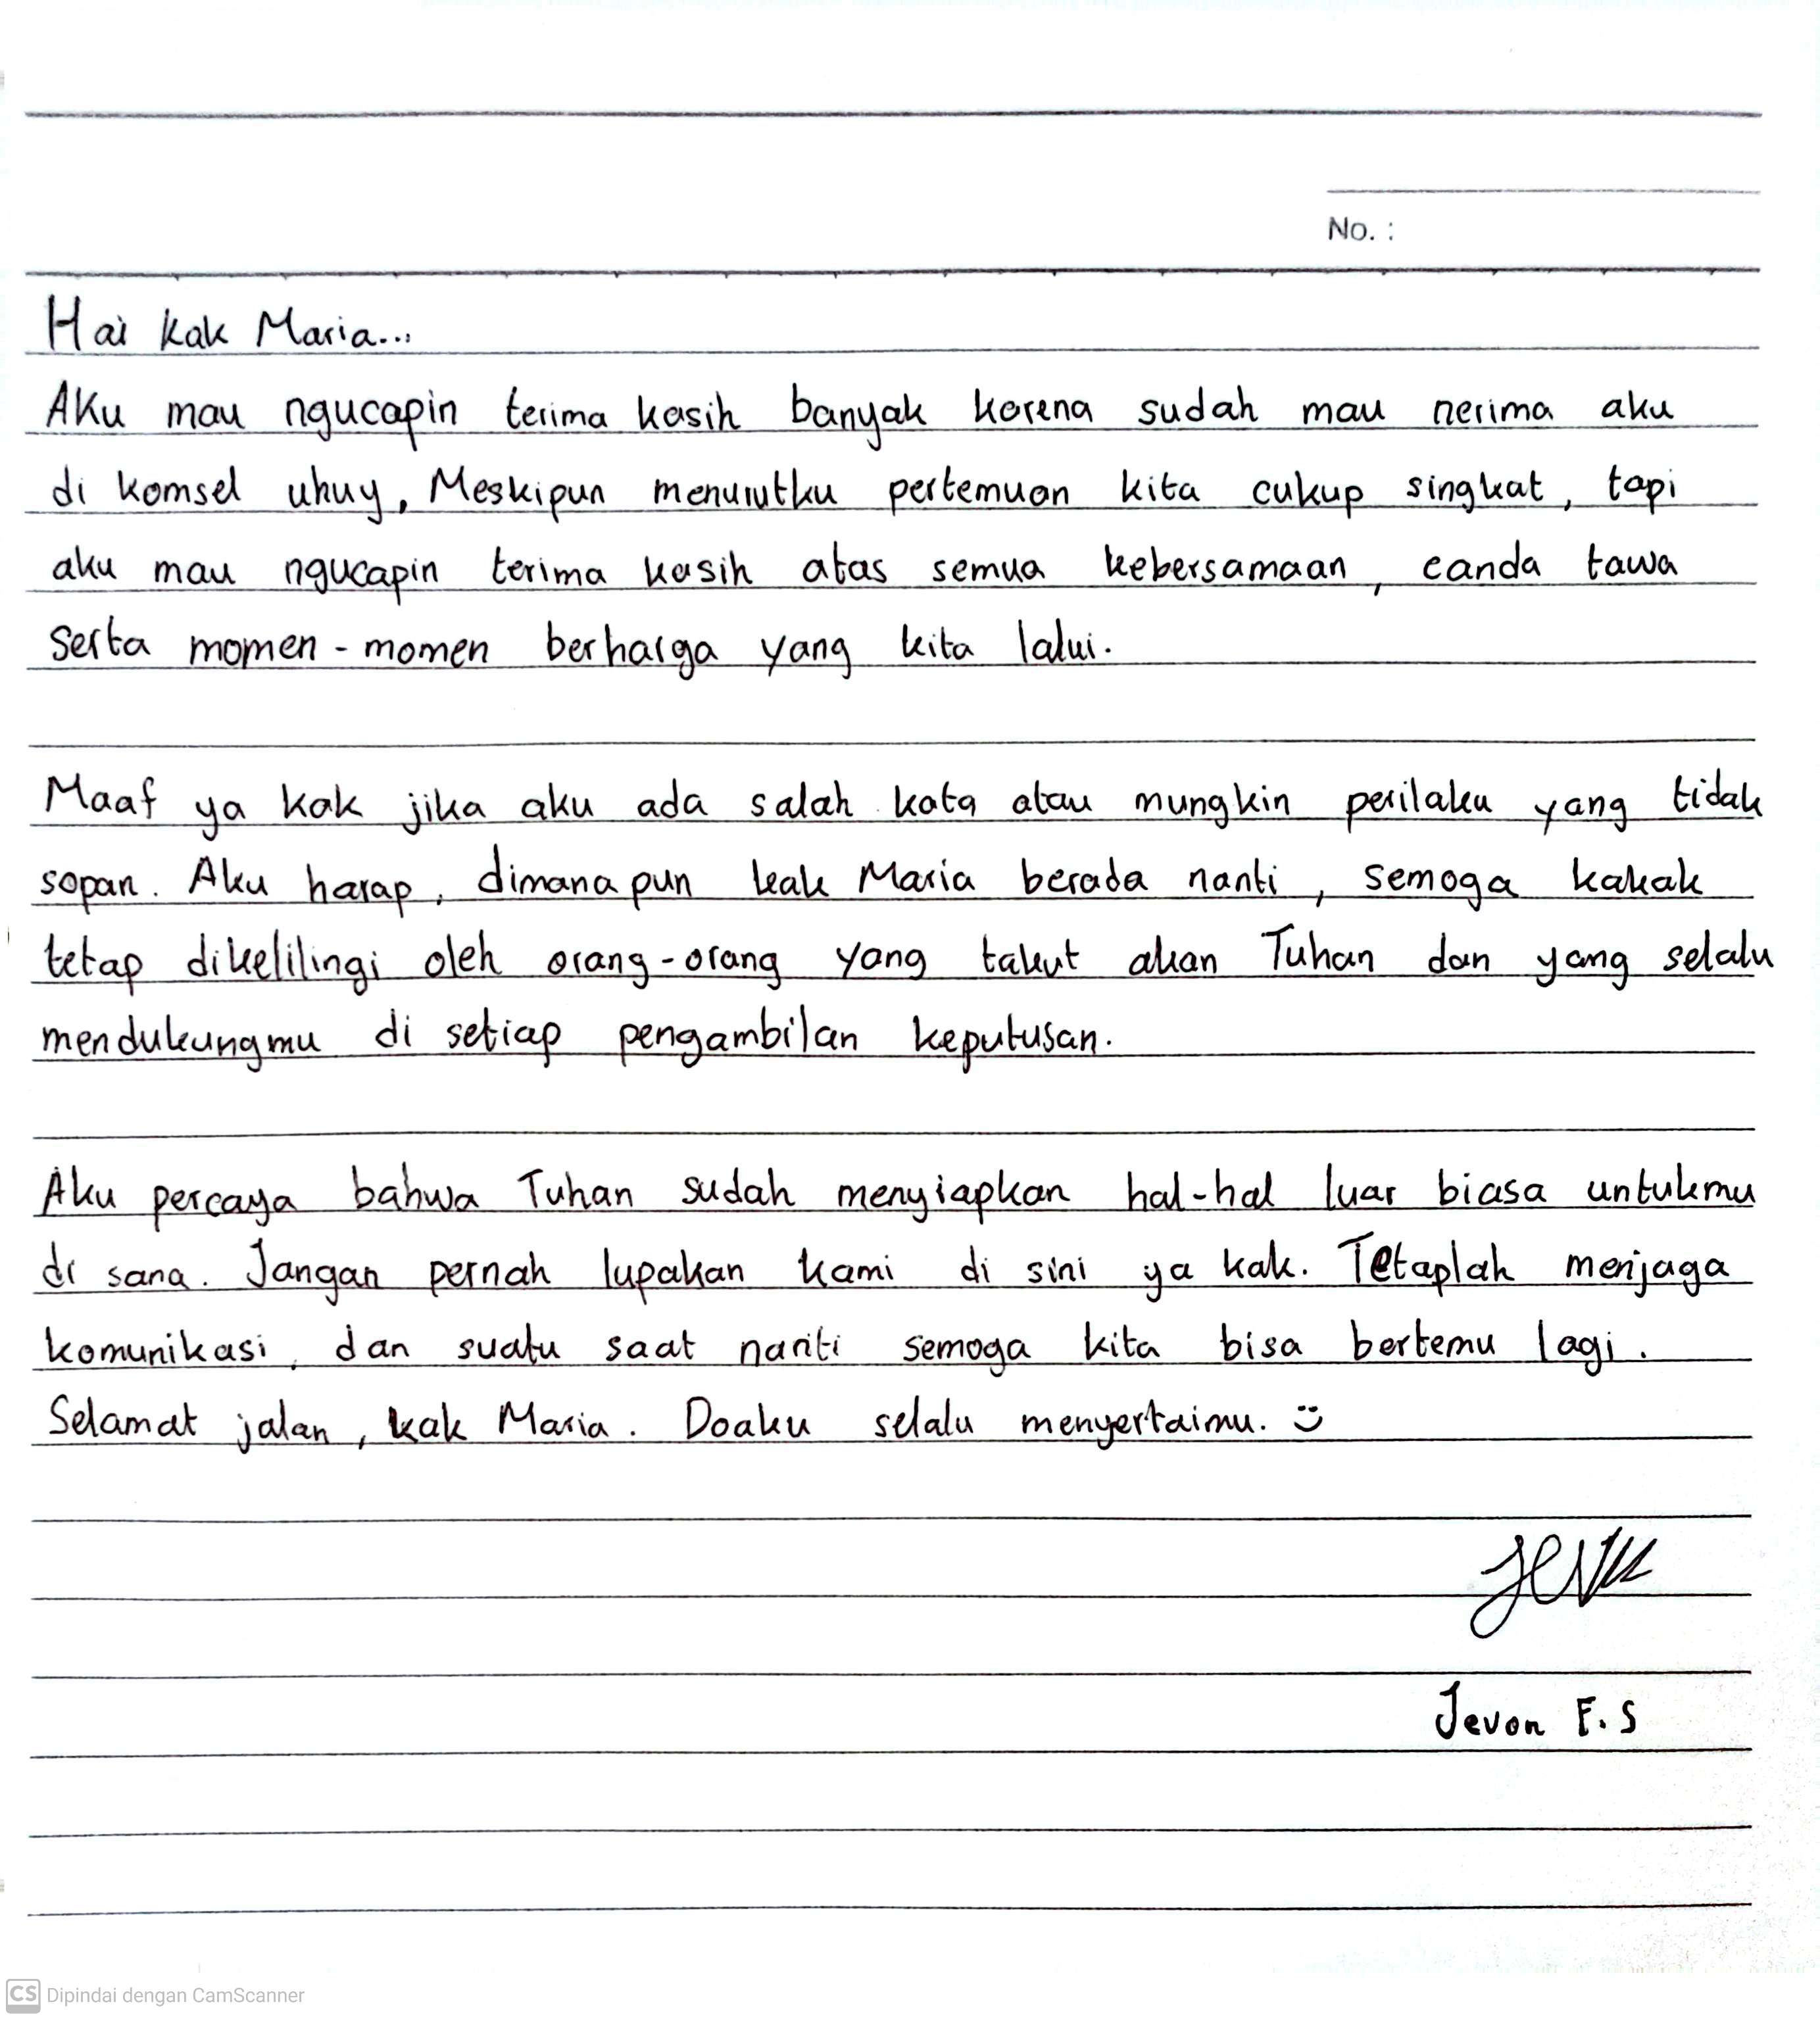 No. :
Hai kak Maria...
Aku mau ngucapin terima kasih banyak karena sudah mau nerima aku
di komsel uhuy, Meskipun menurutku pertemuan kita cukup singkat, tapi
aku mau ngucapin terima kasih atas semua kebersamaan, canda tawa
serta momen-momen berharga yang kita lalui.
Maaf ya kak jika aku ada salah kata atau mungkin perilaku yang tidak
sopan. Aku harap, dimana pun kak Maria berada nanti, semoga kakak
tetap dikelilingi oleh orang-orang yang takut akan Tuhan dan yang selalu
mendukungmu di setiap pengambilan keputusan.
Aku percaya bahwa Tuhan sudah menyiapkan hal-hal luar biasa untukmu
di sana. Jangan pernah lupakan kami di sini ya kak. Tetaplah menjaga
komunikasi, dan suatu saat nanti semoga kita bisa bertemu lagi.
Selamat jalan, kak Maria. Doaku selalu menyertaimu. :)
Jevon F.S
CS Dipindai dengan CamScanner